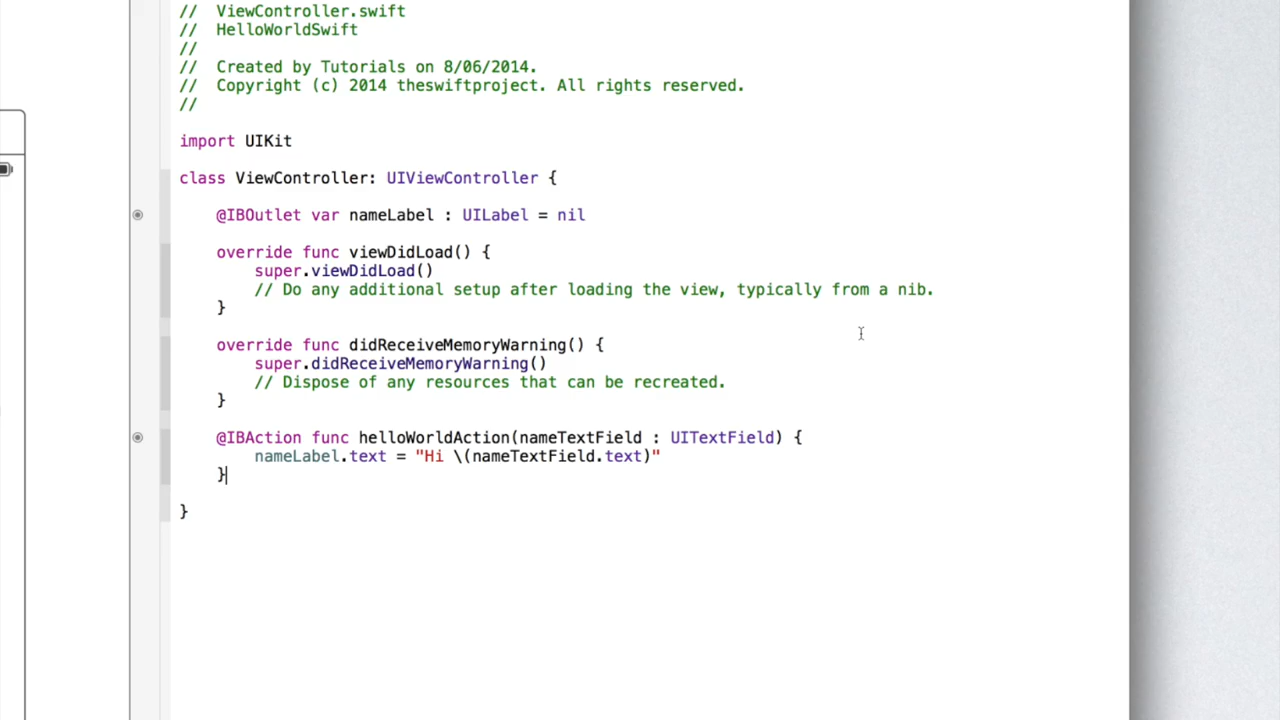 // ViewController.swift
// HelloWorldSwift
//
// Created by Tutorials on 8/06/2014.
// Copyright (c) 2014 theswiftproject. All rights reserved.
//
import UIKit
class ViewController: UIViewController {
@IBOutlet var nameLabel : UILabel = nil
override func viewDidLoad() {
super.viewDidLoad()
// Do any additional setup after loading the view, typically from a nib.
}
override func didReceiveMemoryWarning() {
super.didReceiveMemoryWarning()
// Dispose of any resources that can be recreated.
}
@IBAction func helloWorldAction(nameTextField : UITextField) {
nameLabel.text = "Hi \(nameTextField.text)"
}
}